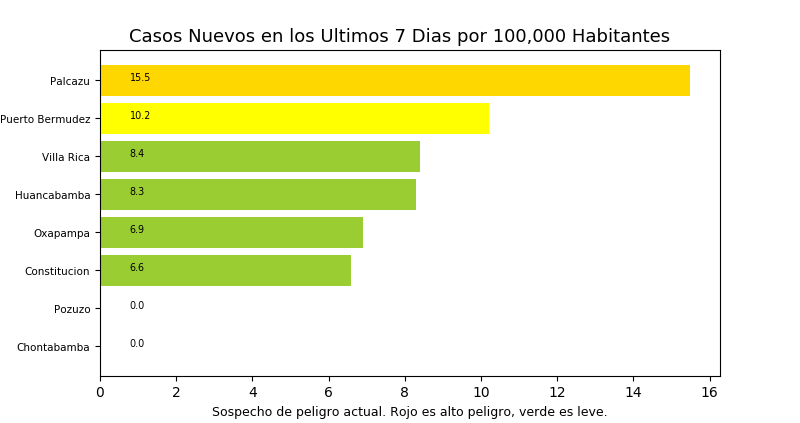 Casos Nuevos en los Ultimos 7 Dias por 100,000 Habitantes
Palcazu 15.5
Puerto Bermudez 10.2
Villa Rica 8.4
Huancabamba 8.3
Oxapampa 6.9
Constitucion 6.6
Pozuzo 0.0
Chontabamba 0.0
0 2 4 6 8 10 12 14 16
Sospecho de peligro actual. Rojo es alto peligro, verde es leve.